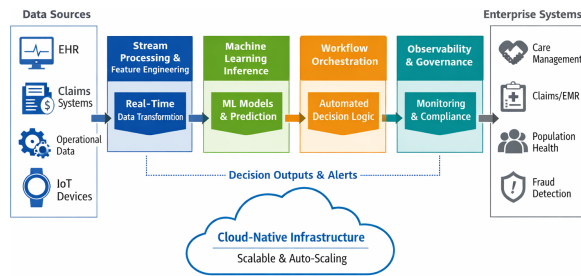 Data Sources
EHR
Claims
Systems
Operational
Data
IoT
Devices
Stream
Processing &
Feature Engineering
Real-Time
Data Transformtion
Machine
Learning
Inference
ML Models
& Prediction
Workflow
Orchestration
Automated
Decision Logic
Observability
& Governance
Monitoring
& Compliance
Enterprise Systems
Care
Management
Claims/EMR
Population
Health
Fraud
Detection
Decision Outputs & Alerts
Cloud-Native Infrastructure
Scalable & Auto-Scaling